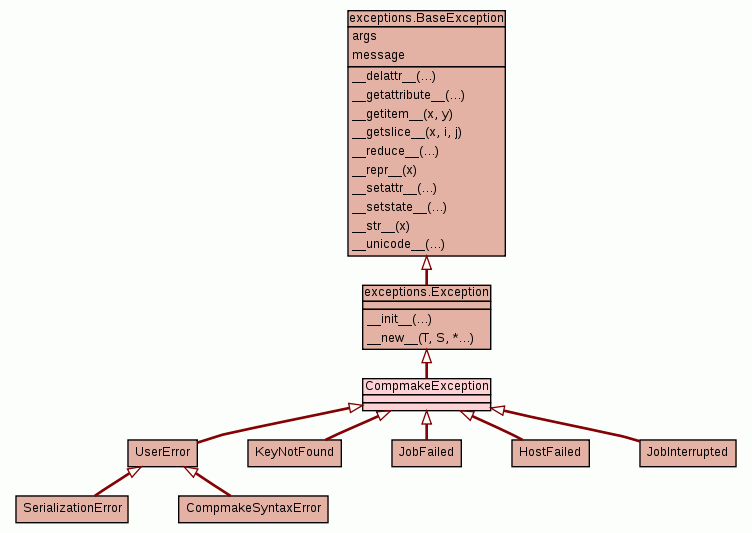 exceptions.BaseException
args
message
__delattr__(...)
__getattribute__(...)
__getitem__(x, y)
__getslice__(x, i, j)
__reduce__(...)
__repr__(x)
__setattr__(...)
__setstate__(...)
__str__(x)
__unicode__(...)
exceptions.Exception
__init__(...)
__new__(T, S, *...)
CompmakeException
UserError
KeyNotFound
JobFailed
HostFailed
JobInterrupted
SerializationError
CompmakeSyntaxError